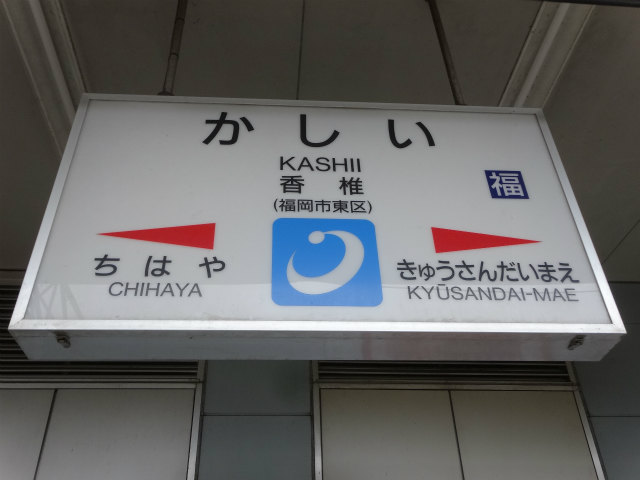 かしい
KASHII
香椎
(福岡市東区)
福
ちはや
CHIHAYA
きゅうさんだいまえ
KYŪSANDAI-MAE